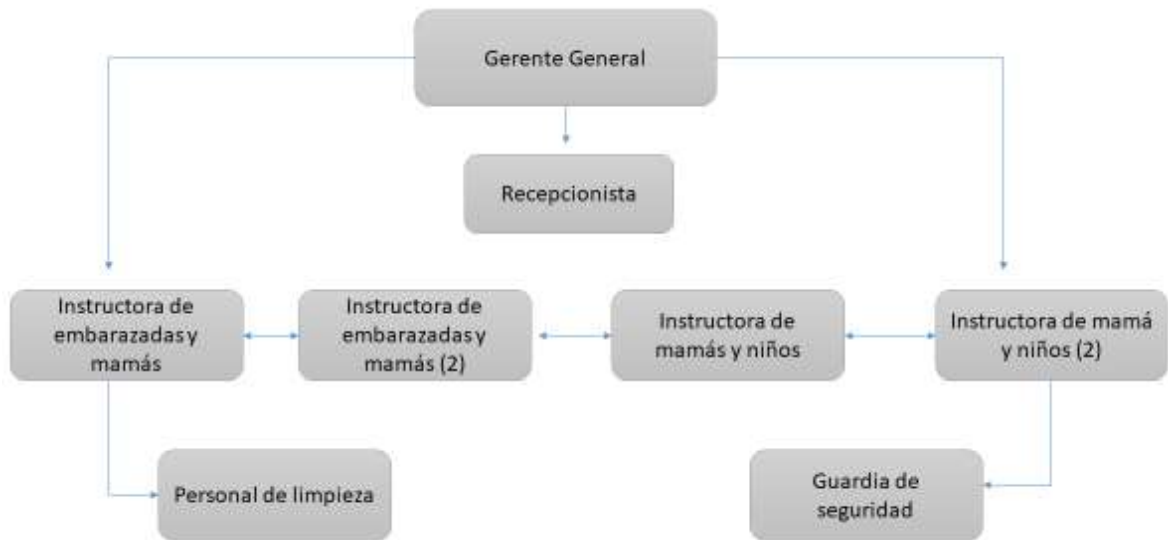 Gerente General
Recepcionista
Instructora de
embarazadas y
mamás
Instructora de
embarazadas y
mamás (2)
Instructora de
mamás y niños
Instructora de mamá
y niños (2)
Personal de limpieza
Guardia de
seguridad